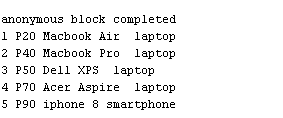 anonymous block completed
1 P20 Macbook Air  laptop
2 P40 Macbook Pro  laptop
3 P50 Dell XPS  laptop
4 P70 Acer Aspire  laptop
5 P90 iphone 8 smartphone